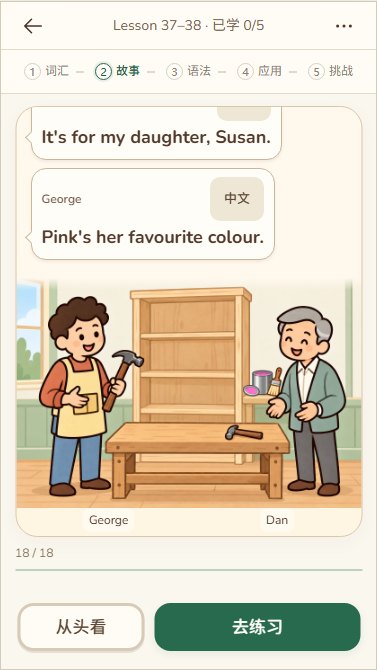 Lesson 37–38 · 已学 0/5
1 词汇 2 故事 3 语法 4 应用 5 挑战
It's for my daughter, Susan.
George 中文
Pink's her favourite colour.
George Dan
18 / 18
从头看 去练习